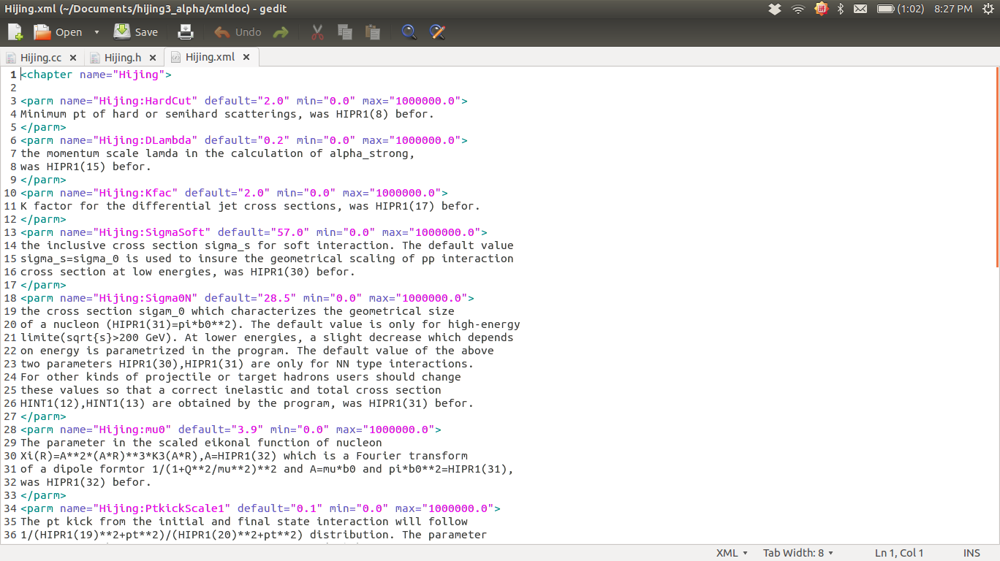 Hijing.xml (~/Documents/hijing3_alpha/xmldoc) - gedit
(1:02) 8:27 PM
Open Save Undo
Hijing.cc Hijing.h Hijing.xml
1 <chapter name="Hijing">
2
3 <parm name="Hijing:HardCut" default="2.0" min="0.0" max="1000000.0">
4 Minimum pt of hard or semihard scatterings, was HIPR1(8) befor.
5 </parm>
6 <parm name="Hijing:DLambda" default="0.2" min="0.0" max="1000000.0">
7 the momentum scale lamda in the calculation of alpha_strong,
8 was HIPR1(15) befor.
9 </parm>
10 <parm name="Hijing:Kfac" default="2.0" min="0.0" max="1000000.0">
11 K factor for the differential jet cross sections, was HIPR1(17) befor.
12 </parm>
13 <parm name="Hijing:SigmaSoft" default="57.0" min="0.0" max="1000000.0">
14 the inclusive cross section sigma_s for soft interaction. The default value
15 sigma_s=sigma_0 is used to insure the geometrical scaling of pp interaction
16 cross section at low energies, was HIPR1(30) befor.
17 </parm>
18 <parm name="Hijing:Sigma0N" default="28.5" min="0.0" max="1000000.0">
19 the cross section sigam_0 which characterizes the geometrical size
20 of a nucleon (HIPR1(31)=pi*b0**2). The default value is only for high-energy
21 limite(sqrt{s}>200 GeV). At lower energies, a slight decrease which depends
22 on energy is parametrized in the program. The default value of the above
23 two parameters HIPR1(30),HIPR1(31) are only for NN type interactions.
24 For other kinds of projectile or target hadrons users should change
25 these values so that a correct inelastic and total cross section
26 HINT1(12),HINT1(13) are obtained by the program, was HIPR1(31) befor.
27 </parm>
28 <parm name="Hijing:mu0" default="3.9" min="0.0" max="1000000.0">
29 The parameter in the scaled eikonal function of nucleon
30 Xi(R)=A**2*(A*R)**3*K3(A*R),A=HIPR1(32) which is a Fourier transform
31 of a dipole formtor 1/(1+Q**2/mu**2)**2 and A=mu*b0 and pi*b0**2=HIPR1(31),
32 was HIPR1(32) befor.
33 </parm>
34 <parm name="Hijing:PtkickScale1" default="0.1" min="0.0" max="1000000.0">
35 The pt kick from the initial and final state interaction will follow
36 1/(HIPR1(19)**2+pt**2)/(HIPR1(20)**2+pt**2) distribution. The parameter
XML Tab Width: 8 Ln 1, Col 1 INS